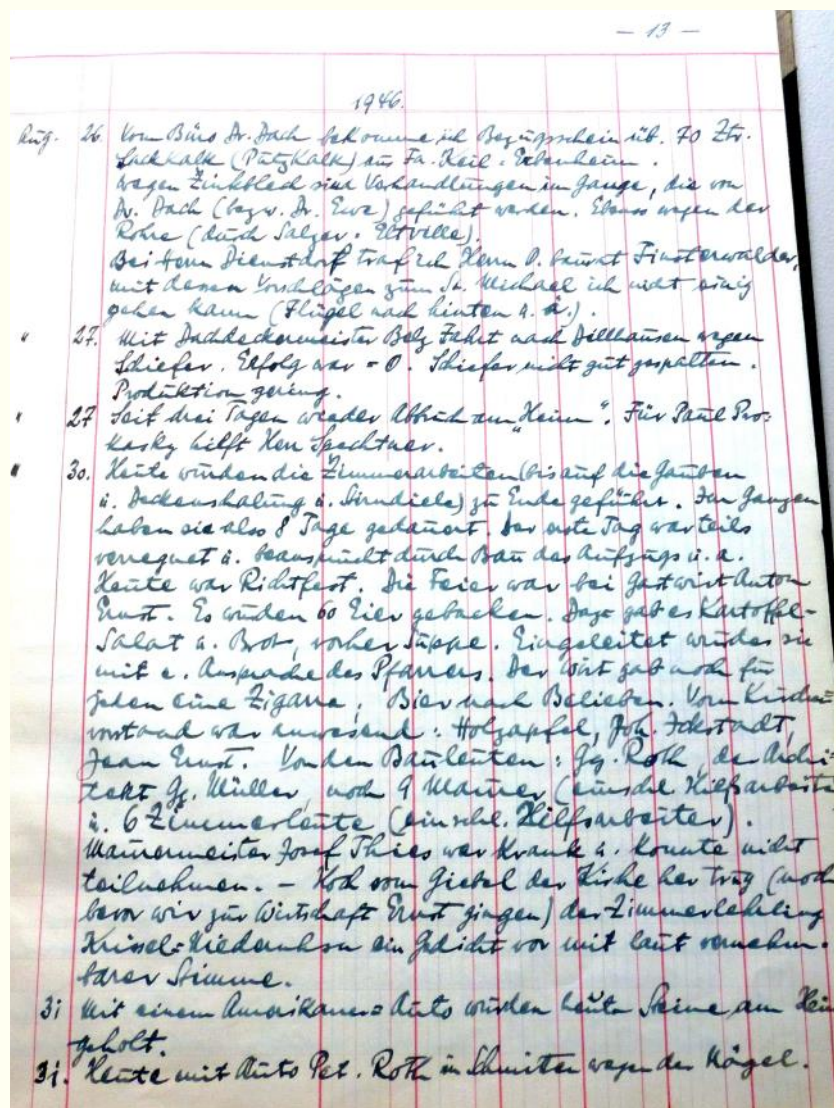 — 13 —
1946.
Aug. 26. Vom Büro Dr. Dach bekomme ich Bezugschein üb. 70 Ztr.
Sackkalk (Putzkalk) aus Fa. Keil - Erbenheim.
Wegen Zinkblech sind Verhandlungen im Gange, die von
Dr. Dach (bezw. Dr. Ewe) geführt werden. Ebenso wegen der
Rohre (durch Salzer - Eltville).
Bei Herrn Dienstdorf traf ich Herrn O. baurat Finsterwalder,
mit dessen Vorschlägen zum St. Michael ich nicht einig
gehen kann (Flügel nach hinten u. ä.).
" 27. Mit Dachdeckermeister Belz Fahrt nach Dillhausen wegen
Schiefer. Erfolg war = 0. Schiefer nicht gut gespalten.
Produktion gering.
" 27 Seit drei Tagen wieder Abbruch am "Heim". Für Paul Pro-
kasky hilft Herr Spechtner.
" 30. Heute wurden die Zimmerarbeiten (bis auf die Gauben
u. Deckenshalung u. Stirndiele) zu Ende geführt. Im Ganzen
haben sie also 8 Tage gedauert. Der erste Tag war teils
verregnet u. beansprucht durch Bau des Aufzugs u. a.
Heute war Richtfest. Die Feier war bei Gastwirt Anton
Ernst. Es wurden 60 Eier gebacken. Dazu gab es Kartoffel-
Salat u. Brot, vorher Suppe. Eingeleitet wurde sie
mit e. Ansprache des Pfarrers. Der Wirt gab noch für
jeden eine Zigarre, Bier nach Belieben. Vom Kirchen
vorstand war anwesend: Holzapfel, Joh. Ickstadt,
Jean Ernst. Von den Bauleuten: Gg. Roth, der Archi-
tekt Gg. Müller, noch 9 Maurer (einschl. Hilfsarbeiter
u. 6 Zimmerleute (einschl. Hilfsarbeiter).
Maurermeister Josef Thies war krank u. konnte nicht
teilnehmen. — Hoch vom Giebel der Kirche her trug (noch
bevor wir zur Wirtschaft Ernst gingen) der Zimmerlehrling
Krissel=Niedernhsn ein Gedicht vor mit laut vernehm-
barer Stimme.
31 Mit einem Amerikaner=Auto wurden heute Steine am Heim
geholt.
31. Heute mit Auto Pet. Roth in Schmitten wegen der Nägel.